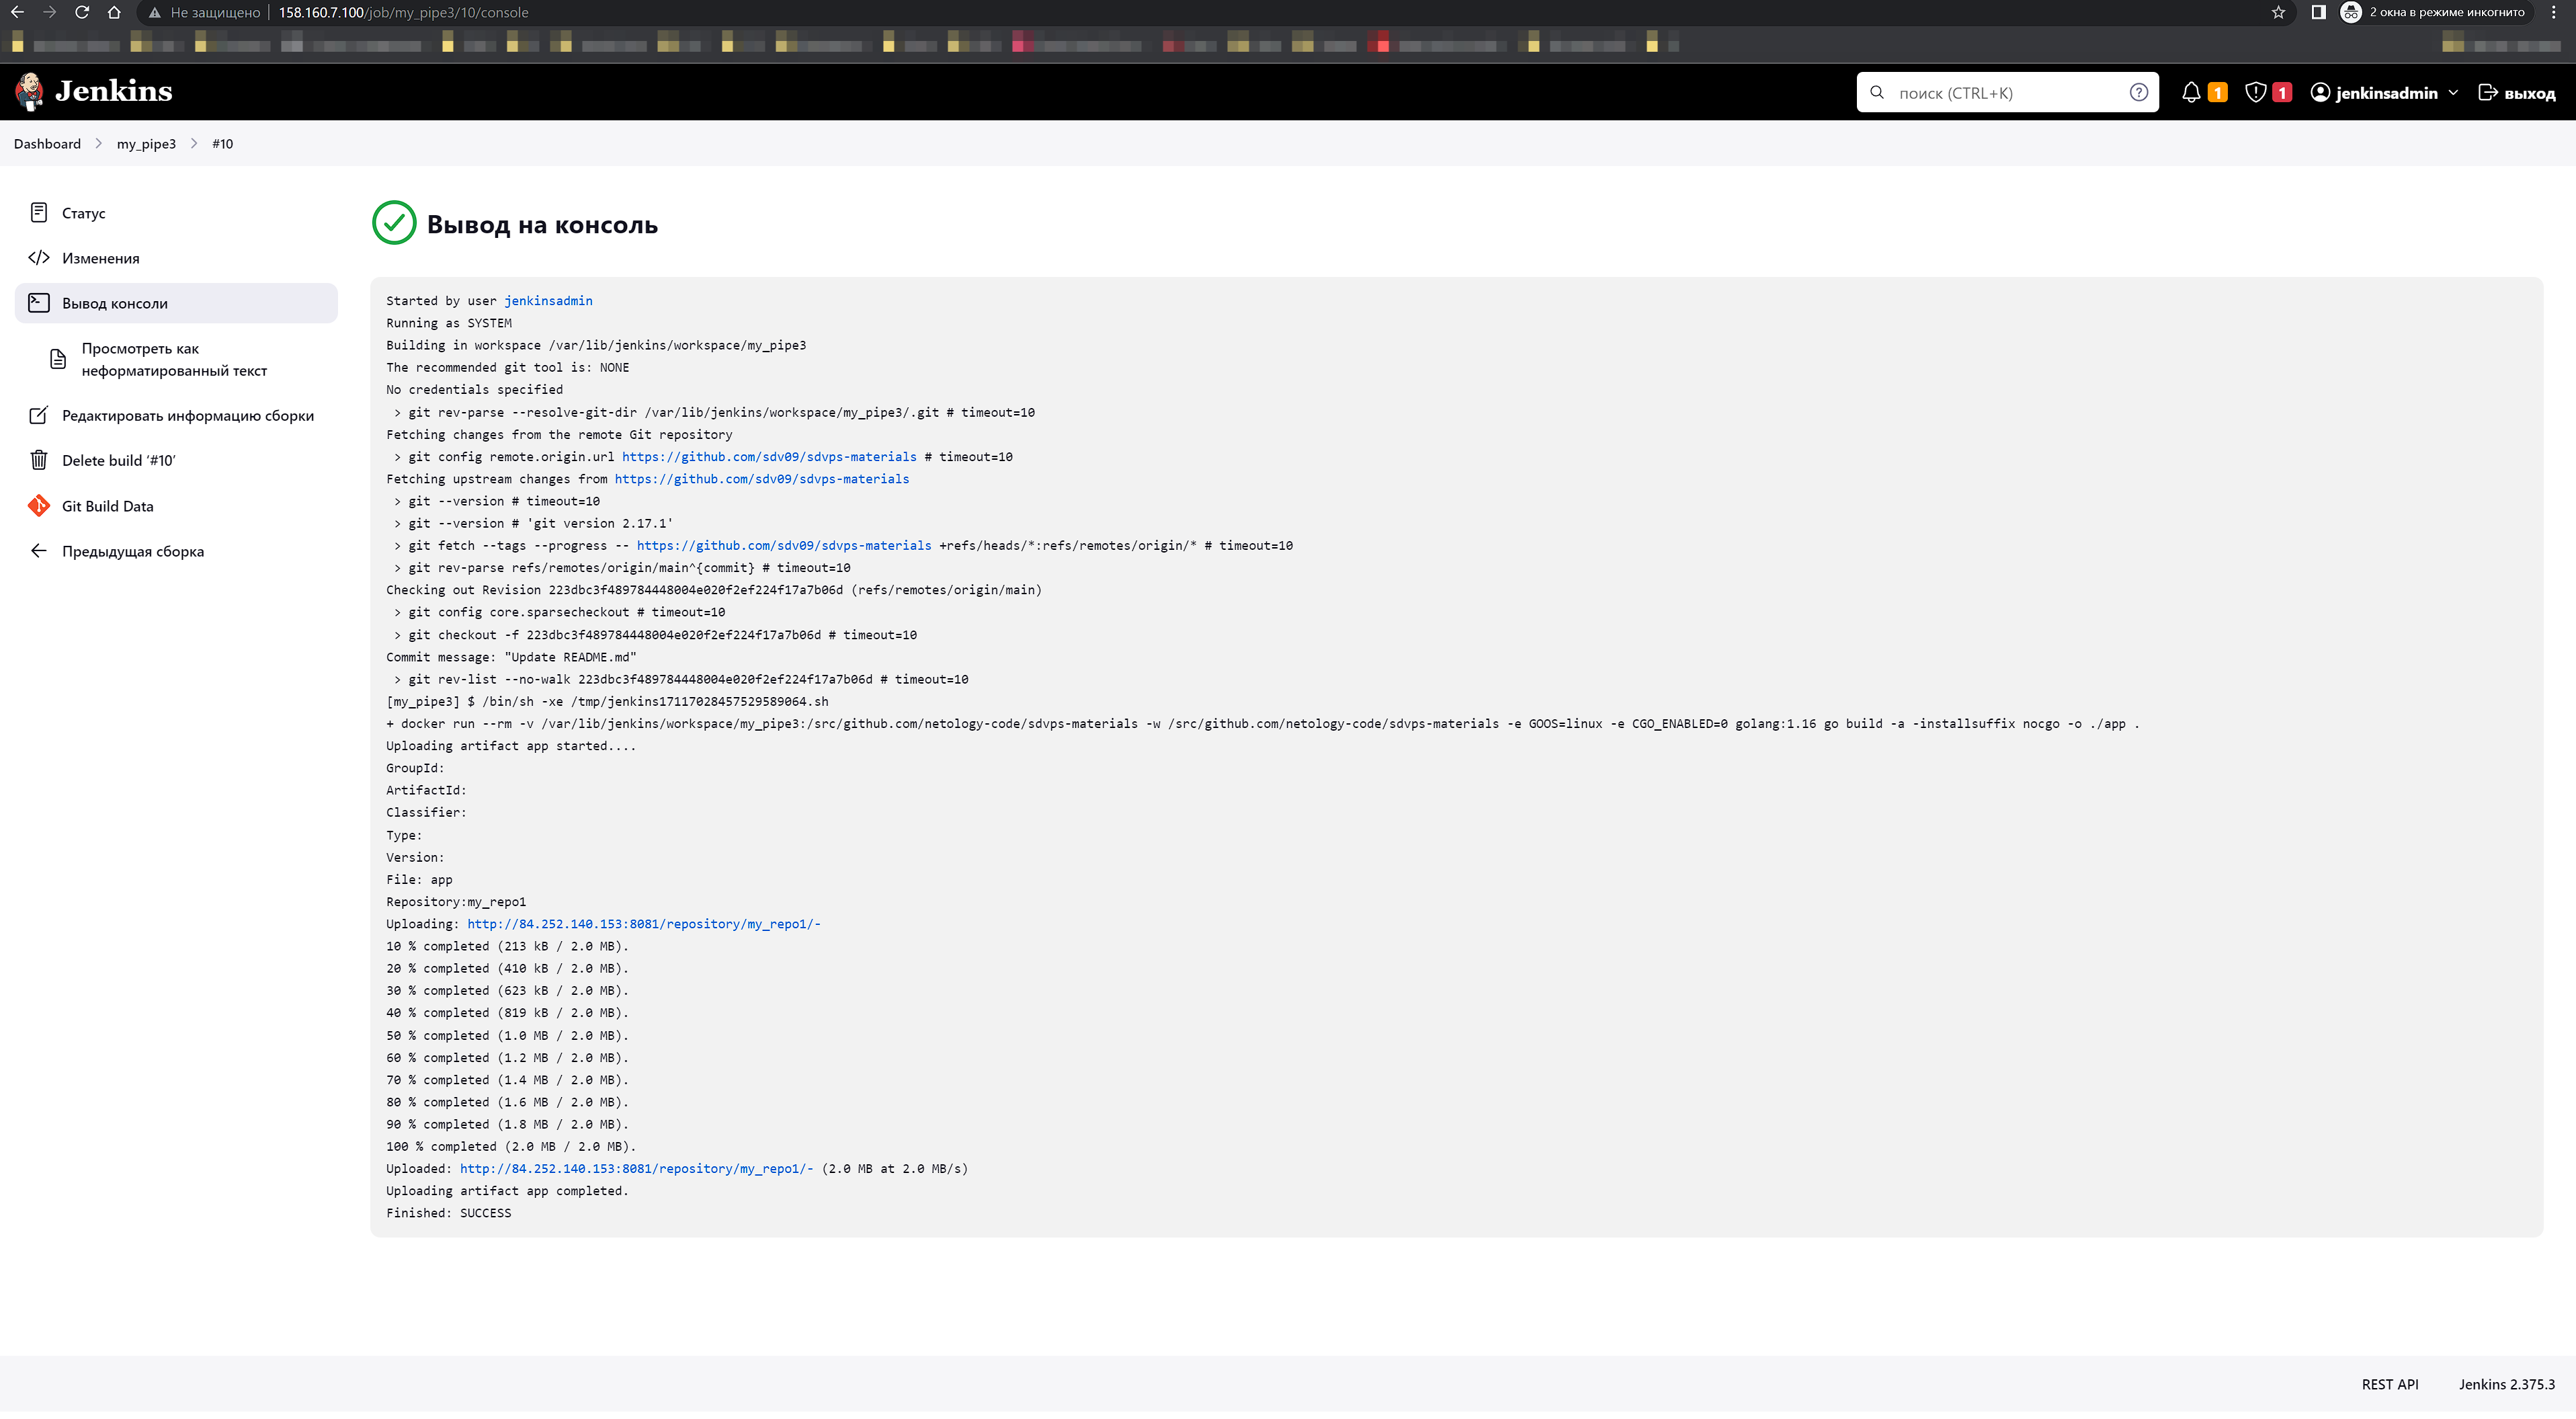 Не защищено 158.160.7.100/job/my_pipe3/10/console 2 окна в режиме инкогнито
Jenkins поиск (CTRL+K) 1 1 jenkinsadmin выход
Dashboard my_pipe3 #10
Статус
Изменения
Вывод консоли
Просмотреть как
неформатированный текст
Редактировать информацию сборки
Delete build ‘#10’
Git Build Data
Предыдущая сборка
Вывод на консоль
Started by user jenkinsadmin
Running as SYSTEM
Building in workspace /var/lib/jenkins/workspace/my_pipe3
The recommended git tool is: NONE
No credentials specified
 > git rev-parse --resolve-git-dir /var/lib/jenkins/workspace/my_pipe3/.git # timeout=10
Fetching changes from the remote Git repository
 > git config remote.origin.url https://github.com/sdv09/sdvps-materials # timeout=10
Fetching upstream changes from https://github.com/sdv09/sdvps-materials
 > git --version # timeout=10
 > git --version # 'git version 2.17.1'
 > git fetch --tags --progress -- https://github.com/sdv09/sdvps-materials +refs/heads/*:refs/remotes/origin/* # timeout=10
 > git rev-parse refs/remotes/origin/main^{commit} # timeout=10
Checking out Revision 223dbc3f489784448004e020f2ef224f17a7b06d (refs/remotes/origin/main)
 > git config core.sparsecheckout # timeout=10
 > git checkout -f 223dbc3f489784448004e020f2ef224f17a7b06d # timeout=10
Commit message: "Update README.md"
 > git rev-list --no-walk 223dbc3f489784448004e020f2ef224f17a7b06d # timeout=10
[my_pipe3] $ /bin/sh -xe /tmp/jenkins17117028457529589064.sh
+ docker run --rm -v /var/lib/jenkins/workspace/my_pipe3:/src/github.com/netology-code/sdvps-materials -w /src/github.com/netology-code/sdvps-materials -e GOOS=linux -e CGO_ENABLED=0 golang:1.16 go build -a -installsuffix nocgo -o ./app .
Uploading artifact app started....
GroupId:
ArtifactId:
Classifier:
Type:
Version:
File: app
Repository:my_repo1
Uploading: http://84.252.140.153:8081/repository/my_repo1/-
10 % completed (213 kB / 2.0 MB).
20 % completed (410 kB / 2.0 MB).
30 % completed (623 kB / 2.0 MB).
40 % completed (819 kB / 2.0 MB).
50 % completed (1.0 MB / 2.0 MB).
60 % completed (1.2 MB / 2.0 MB).
70 % completed (1.4 MB / 2.0 MB).
80 % completed (1.6 MB / 2.0 MB).
90 % completed (1.8 MB / 2.0 MB).
100 % completed (2.0 MB / 2.0 MB).
Uploaded: http://84.252.140.153:8081/repository/my_repo1/- (2.0 MB at 2.0 MB/s)
Uploading artifact app completed.
Finished: SUCCESS
REST API Jenkins 2.375.3